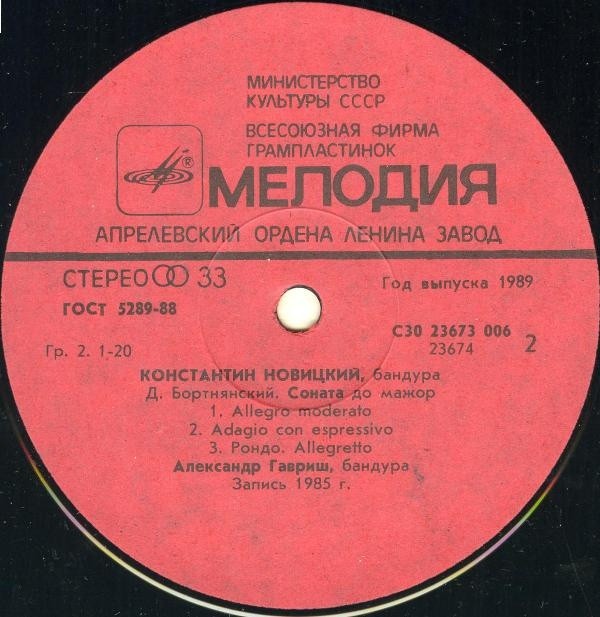 МИНИСТЕРСТВО
КУЛЬТУРЫ СССР
ВСЕСОЮЗНАЯ ФИРМА
ГРАМПЛАСТИНОК
®
МЕЛОДИЯ
АПРЕЛЕВСКИЙ ОРДЕНА ЛЕНИНА ЗАВОД
СТЕРЕО 33
Год выпуска 1989
ГОСТ 5289-88
С30 23673 006
Гр. 2. 1-20
23674 2
КОНСТАНТИН НОВИЦКИЙ, бандура
Д. Бортнянский. Соната до мажор
1. Allegro moderato
2. Adagio con espressivo
3. Рондо. Allegretto
Александр Гавриш, бандура
Запись 1985 г.